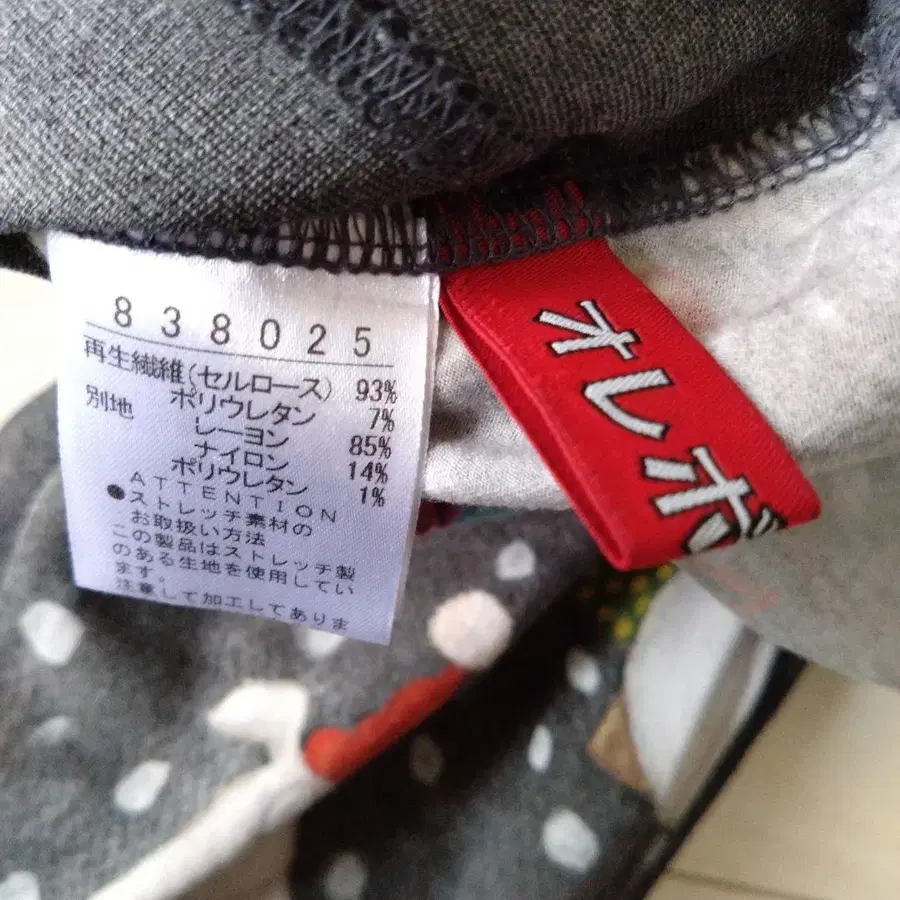 838025
再生繊維(セルロース) 93%
ポリウレタン 7%
別地 レーヨン 85%
ナイロン 14%
ポリウレタン 1%
ATTENTION
●ストレッチ素材の
お取扱い方法
この製品はストレッチ製
のある生地を使用してい
ます。
注意して加工してありま
オレボ